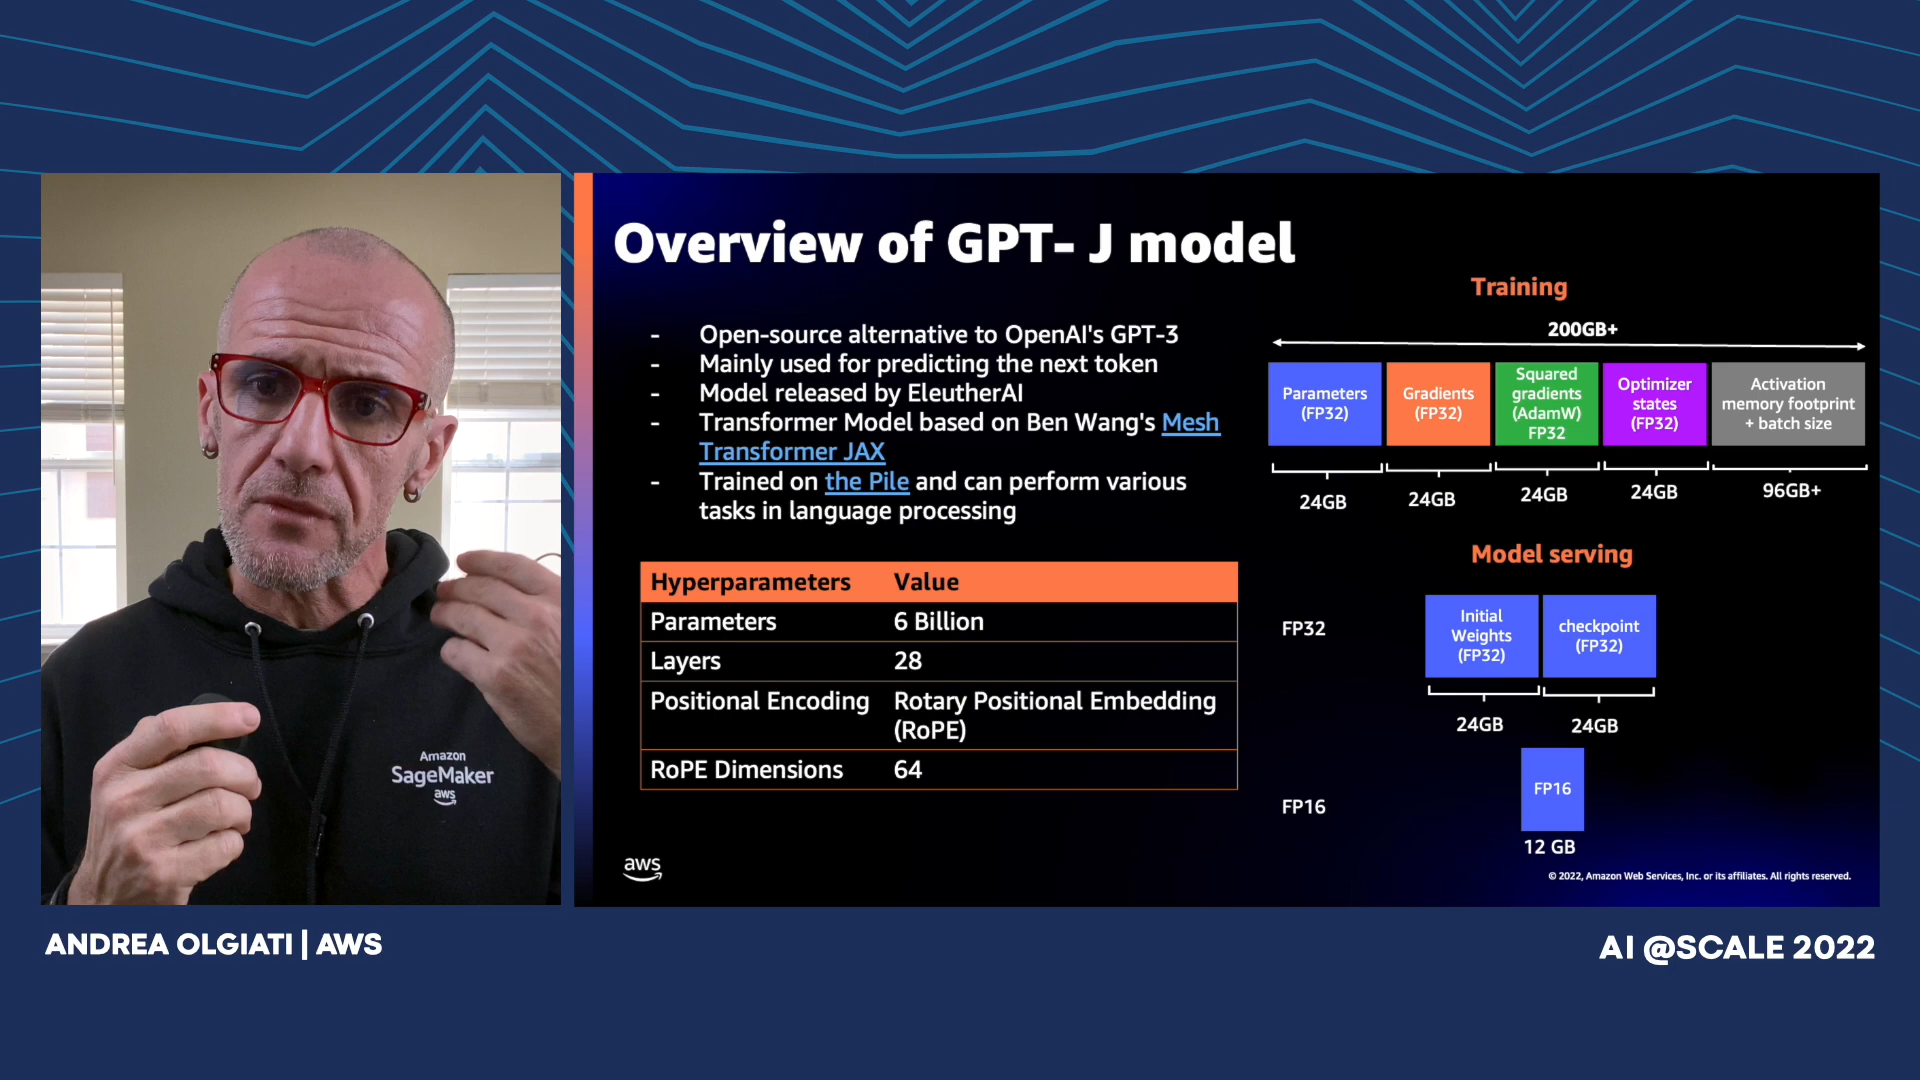 Overview of GPT- J model
- Open-source alternative to OpenAI's GPT-3
- Mainly used for predicting the next token
- Model released by EleutherAI
- Transformer Model based on Ben Wang's Mesh
Transformer JAX
- Trained on the Pile and can perform various
tasks in language processing
Hyperparameters Value
Parameters 6 Billion
Layers 28
Positional Encoding Rotary Positional Embedding
(RoPE)
RoPE Dimensions 64
Training
200GB+
Parameters
(FP32)
Gradients
(FP32)
Squared
gradients
(AdamW)
FP32
Optimizer
states
(FP32)
Activation
memory footprint
+ batch size
24GB 24GB 24GB 24GB 96GB+
Model serving
FP32
Initial
Weights
(FP32)
checkpoint
(FP32)
24GB 24GB
FP16
FP16
12 GB
aws
© 2022, Amazon Web Services, Inc. or its affiliates. All rights reserved.
Amazon
SageMaker
aws
ANDREA OLGIATI | AWS
AI @SCALE 2022